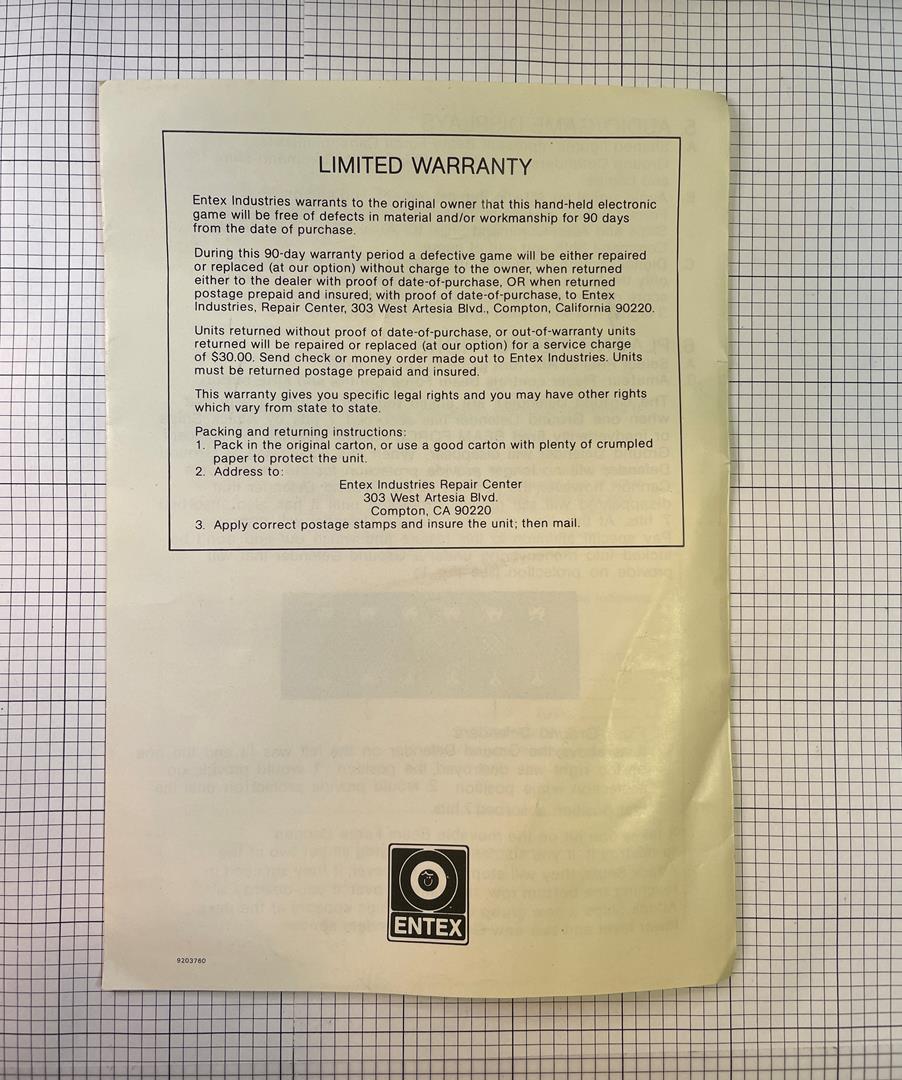 LIMITED WARRANTY
Entex Industries warrants to the original owner that this hand-held electronic
game will be free of defects in material and/or workmanship for 90 days
from the date of purchase.
During this 90-day warranty period a defective game will be either repaired
or replaced (at our option) without charge to the owner, when returned
either to the dealer with proof of date-of-purchase, OR when returned
postage prepaid and insured, with proof of date-of-purchase, to Entex
Industries, Repair Center, 303 West Artesia Blvd., Compton, California 90220.
Units returned without proof of date-of-purchase, or out-of-warranty units
returned will be repaired or replaced (at our option) for a service charge
of $30.00. Send check or money order made out to Entex Industries. Units
must be returned postage prepaid and insured.
This warranty gives you specific legal rights and you may have other rights
which vary from state to state.
Packing and returning instructions:
1. Pack in the original carton, or use a good carton with plenty of crumpled
paper to protect the unit.
2. Address to:
Entex Industries Repair Center
303 West Artesia Blvd.
Compton, CA 90220
3. Apply correct postage stamps and insure the unit; then mail.
ENTEX
9203760